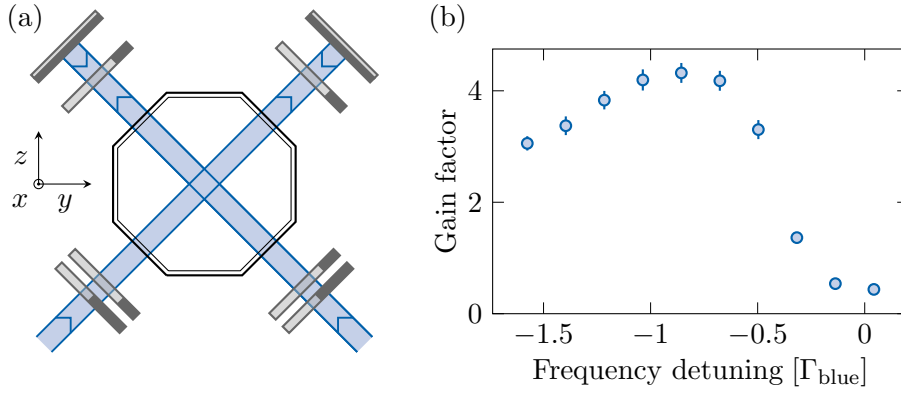 (a)
z
x
y
(b)
Gain factor
4
2
0
−1.5 −1 −0.5 0
Frequency detuning [Γblue]